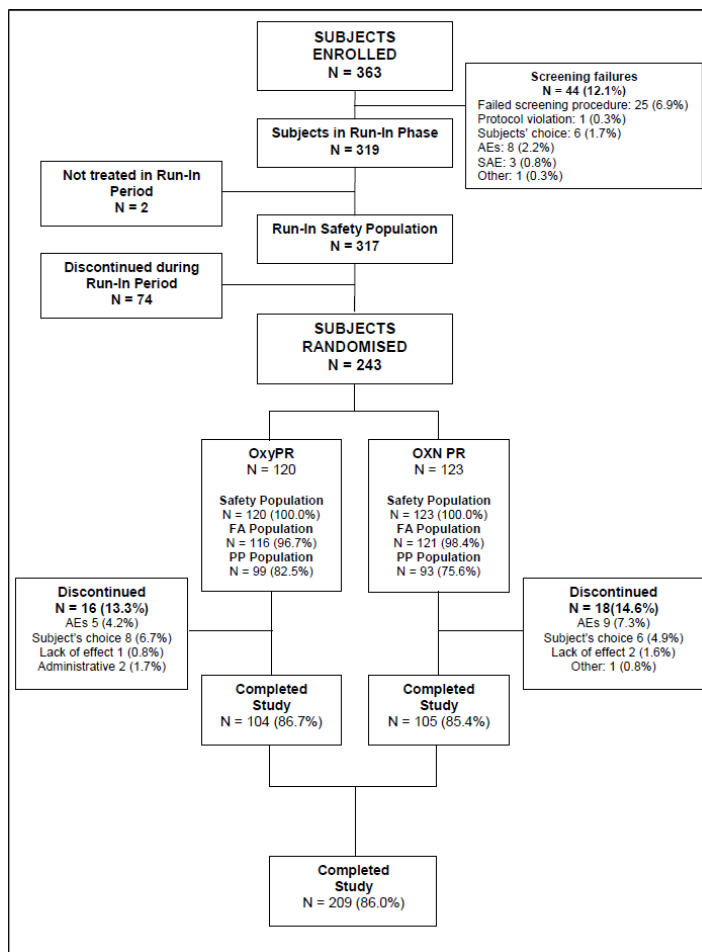 SUBJECTS
ENROLLED
N = 363
Screening failures
N = 44 (12.1%)
Failed screening procedure: 25 (6.9%)
Protocol violation: 1 (0.3%)
Subjects' choice: 6 (1.7%)
AEs: 8 (2.2%)
SAE: 3 (0.8%)
Other: 1 (0.3%)
Subjects in Run-In Phase
N = 319
Not treated in Run-In
Period
N = 2
Run-In Safety Population
N = 317
Discontinued during
Run-In Period
N = 74
SUBJECTS
RANDOMISED
N = 243
OxyPR
N = 120
Safety Population
N = 120 (100.0%)
FA Population
N = 116 (96.7%)
PP Population
N = 99 (82.5%)
OXN PR
N = 123
Safety Population
N = 123 (100.0%)
FA Population
N = 121 (98.4%)
PP Population
N = 93 (75.6%)
Discontinued
N = 16 (13.3%)
AEs 5 (4.2%)
Subject's choice 8 (6.7%)
Lack of effect 1 (0.8%)
Administrative 2 (1.7%)
Discontinued
N = 18(14.6%)
AEs 9 (7.3%)
Subject's choice 6 (4.9%)
Lack of effect 2 (1.6%)
Other: 1 (0.8%)
Completed
Study
N = 104 (86.7%)
Completed
Study
N = 105 (85.4%)
Completed
Study
N = 209 (86.0%)